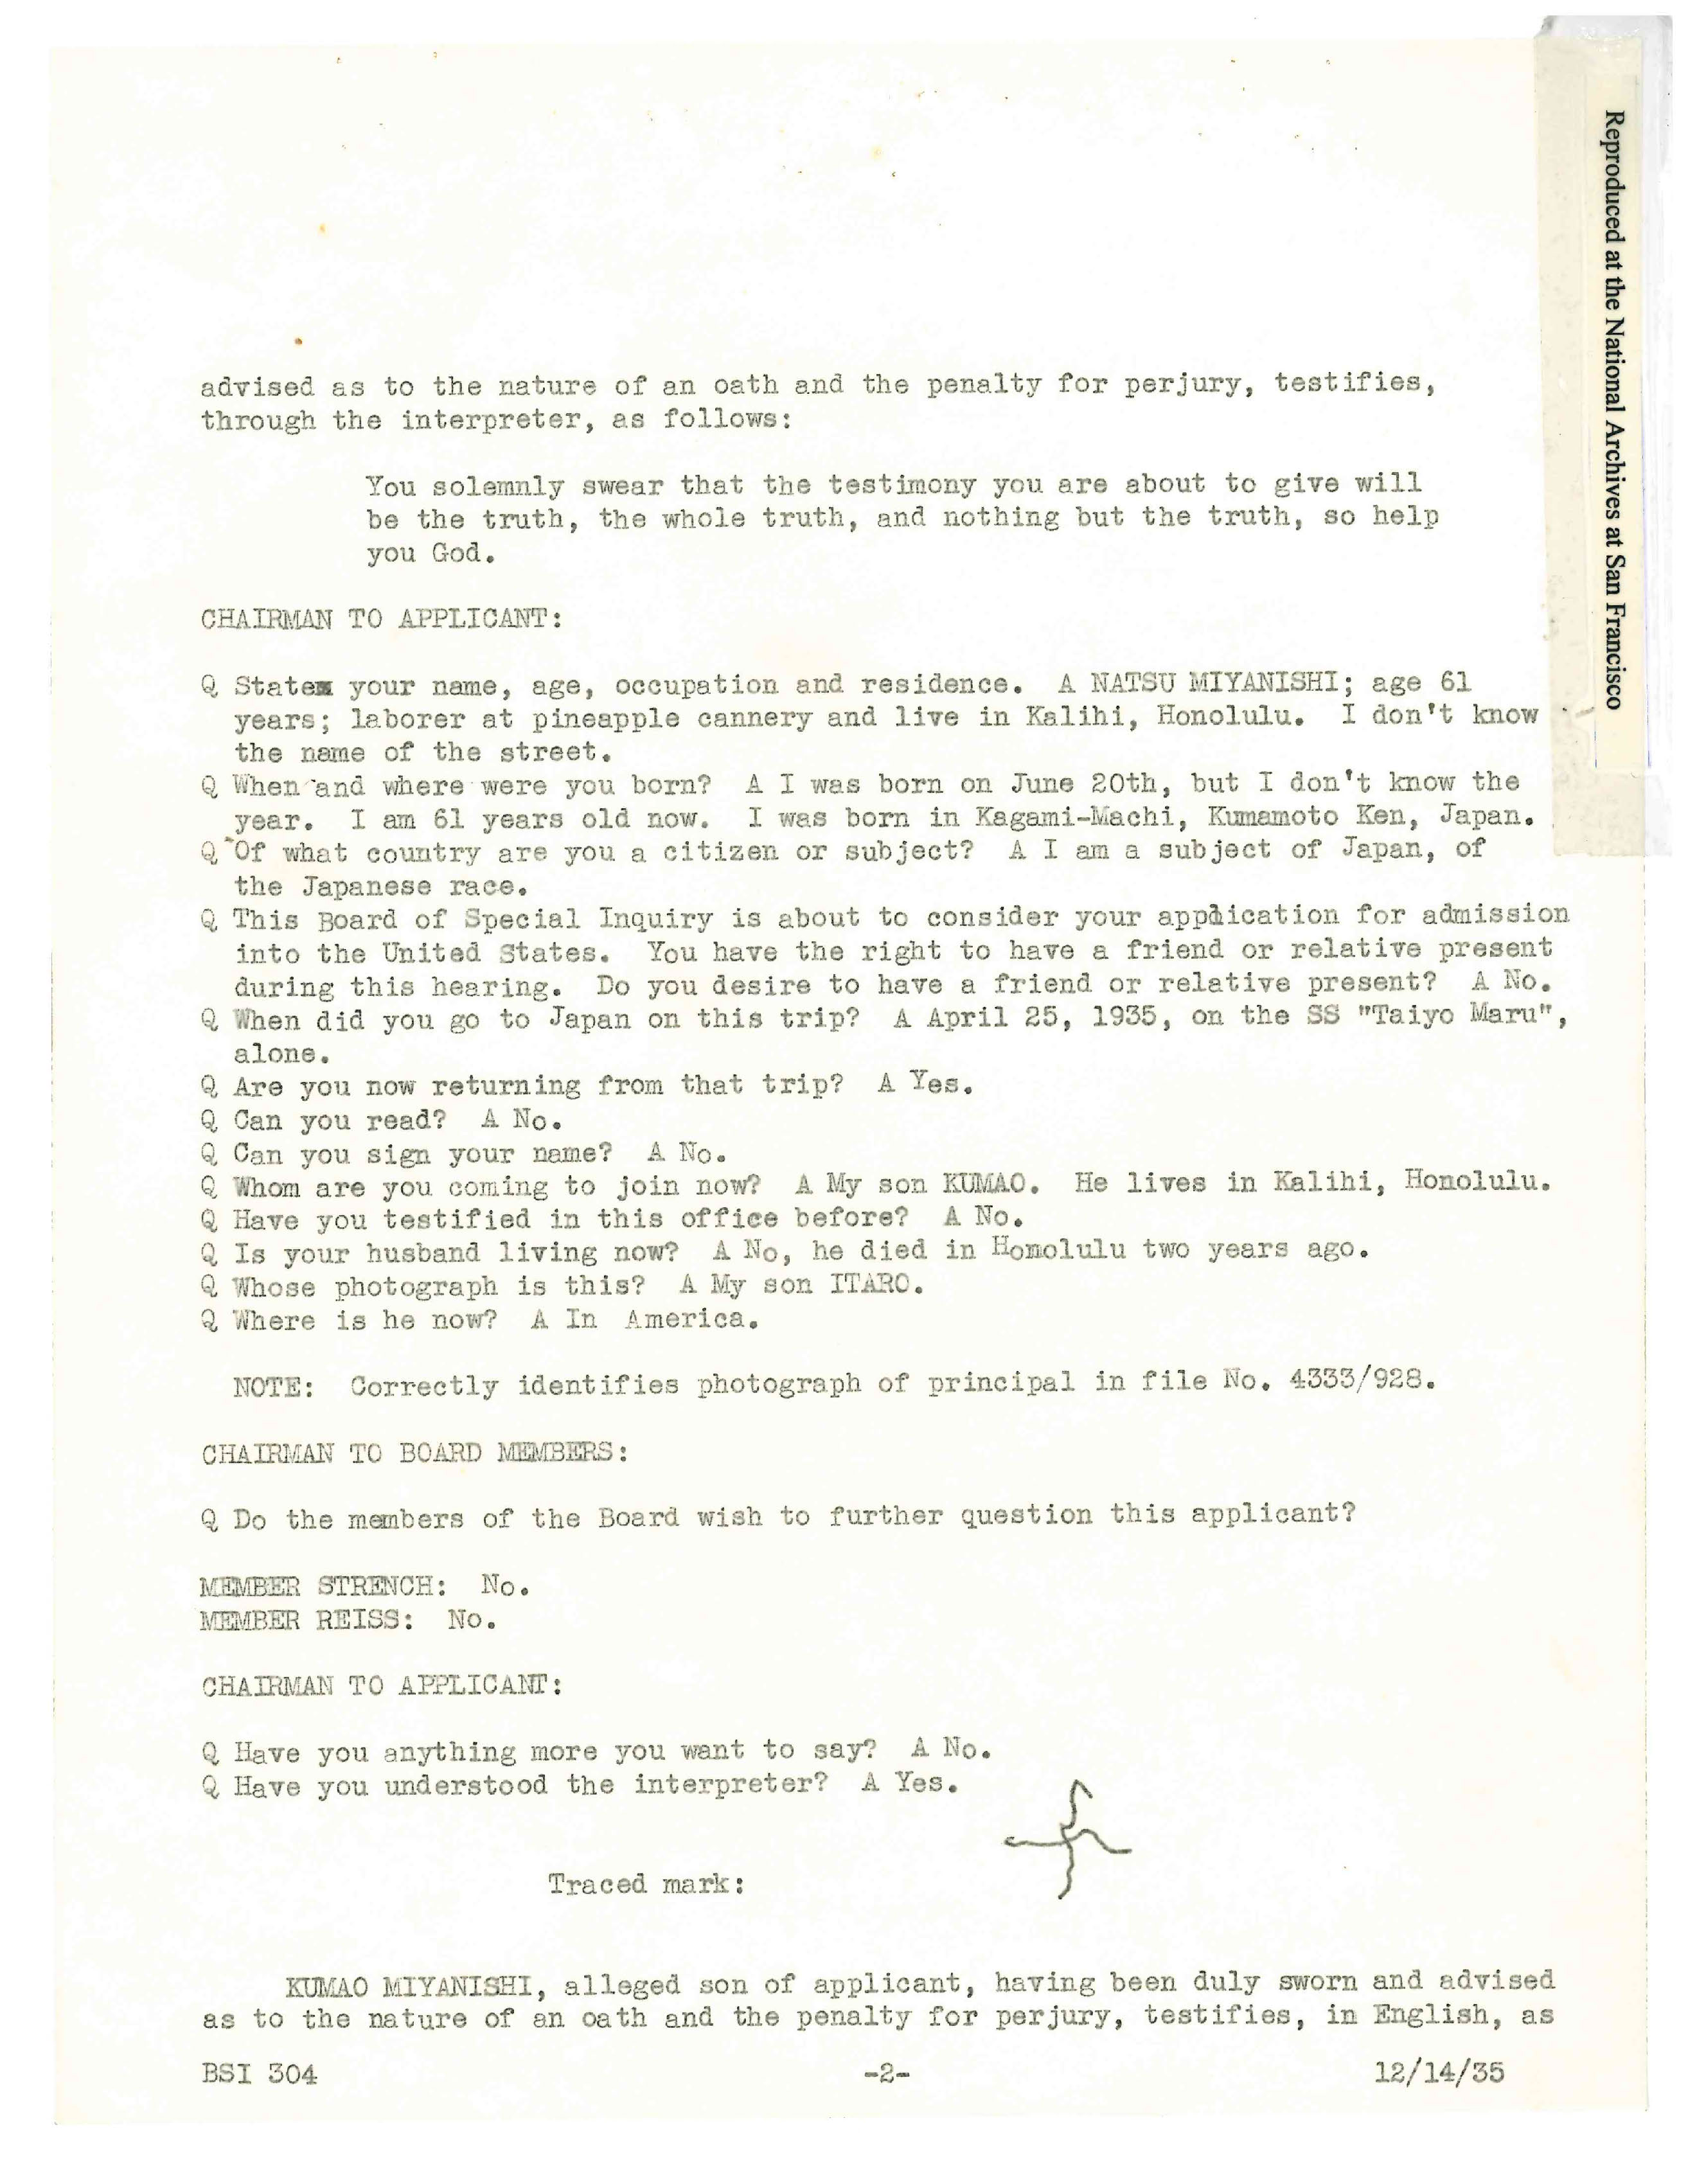 advised as to the nature of an oath and the penalty for perjury, testifies,
through the interpreter, as follows:
You solemnly swear that the testimony you are about to give will
be the truth, the whole truth, and nothing but the truth, so help
you God.
CHAIRMAN TO APPLICANT:
Q State your name, age, occupation and residence. A NATSU MIYANISHI; age 61
years; laborer at pineapple cannery and live in Kalihi, Honolulu. I don't know
the name of the street.
Q When and where were you born? A I was born on June 20th, but I don't know the
year. I am 61 years old now. I was born in Kagami-Machi, Kumamoto Ken, Japan.
Q Of what country are you a citizen or subject? A I am a subject of Japan, of
the Japanese race.
Q This Board of Special Inquiry is about to consider your application for admission
into the United States. You have the right to have a friend or relative present
during this hearing. Do you desire to have a friend or relative present? A No.
Q When did you go to Japan on this trip? A April 25, 1935, on the SS "Taiyo Maru",
alone.
Q Are you now returning from that trip? A Yes.
Q Can you read? A No.
Q Can you sign your name? A No.
Q Whom are you coming to join now? A My son KUMAO. He lives in Kalihi, Honolulu.
Q Have you testified in this office before? A No.
Q Is your husband living now? A No, he died in Honolulu two years ago.
Q Whose photograph is this? A My son ITARO.
Q Where is he now? A In America.
NOTE: Correctly identifies photograph of principal in file No. 4333/928.
CHAIRMAN TO BOARD MEMBERS:
Q Do the members of the Board wish to further question this applicant?
MEMBER STRENCH: No.
MEMBER REISS: No.
CHAIRMAN TO APPLICANT:
Q Have you anything more you want to say? A No.
Q Have you understood the interpreter? A Yes.
Traced mark:
KUMAO MIYANISHI, alleged son of applicant, having been duly sworn and advised
as to the nature of an oath and the penalty for perjury, testifies, in English, as
BSI 304 -2- 12/14/35
Reproduced at the National Archives at San Francisco